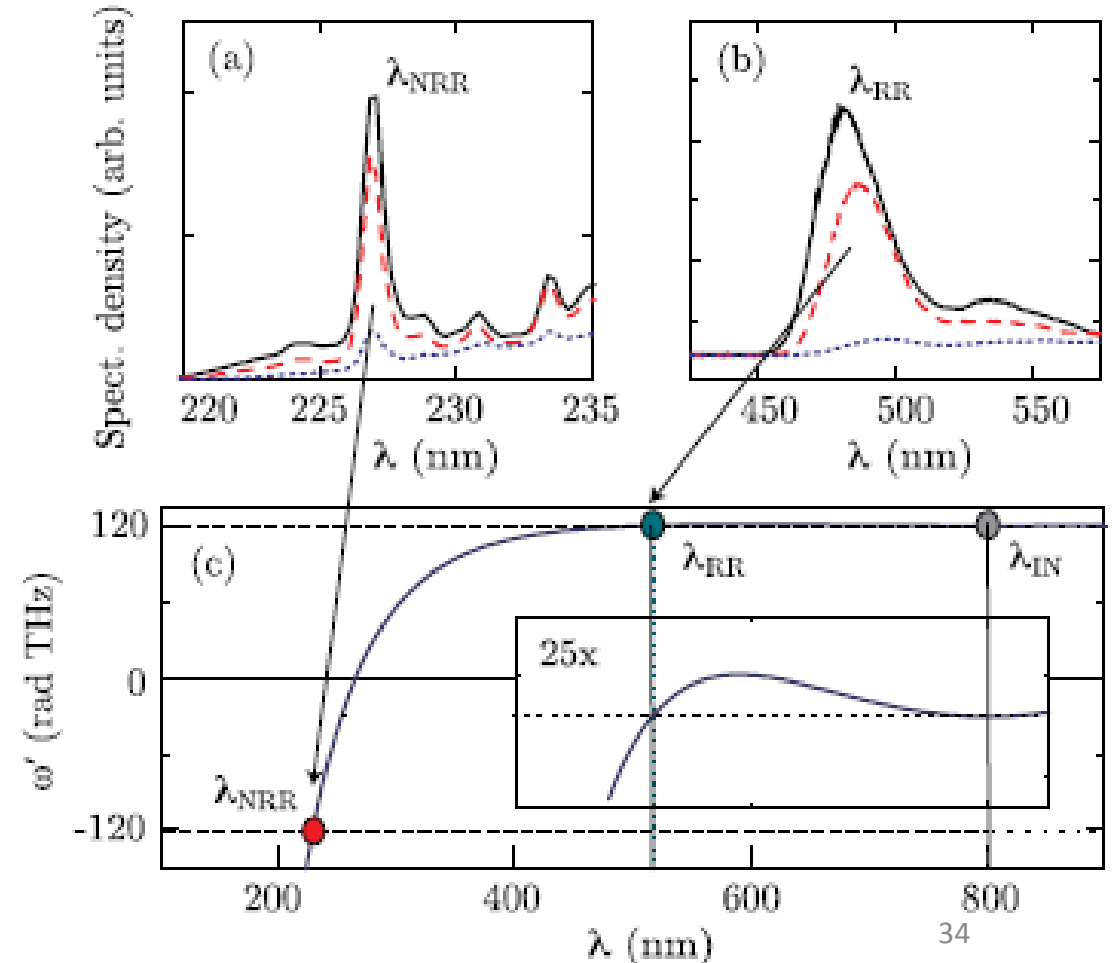 Spect. density (arb. units)
(a)
λNRR
220 225 230 235
λ (nm)
(b)
λRR
450 500 550
λ (nm)
ω' (rad THz)
120
0
-120
(c)
λRR
λIN
25x
λNRR
200 400 600 800
λ (nm)
34